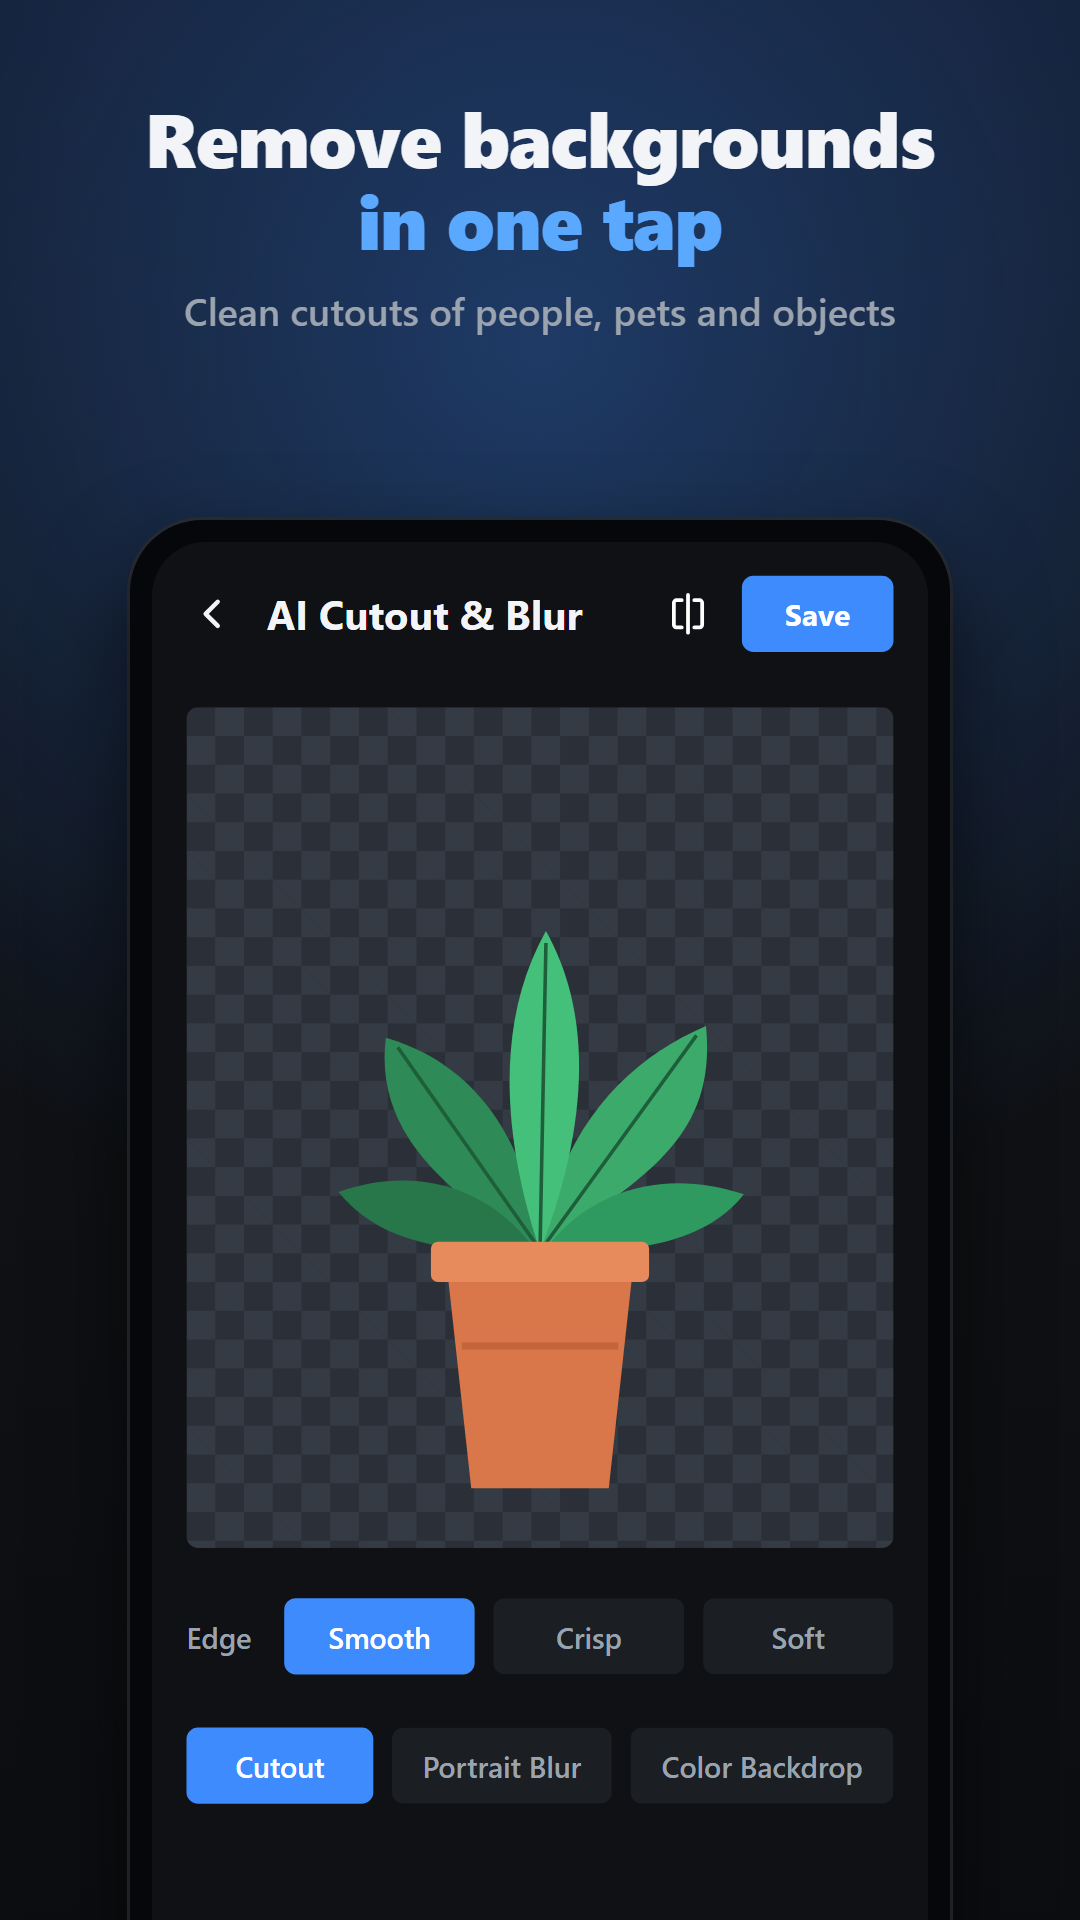 Remove backgrounds
in one tap
Clean cutouts of people, pets and objects
AI Cutout & Blur
Save
Edge
Smooth
Crisp
Soft
Cutout
Portrait Blur
Color Backdrop